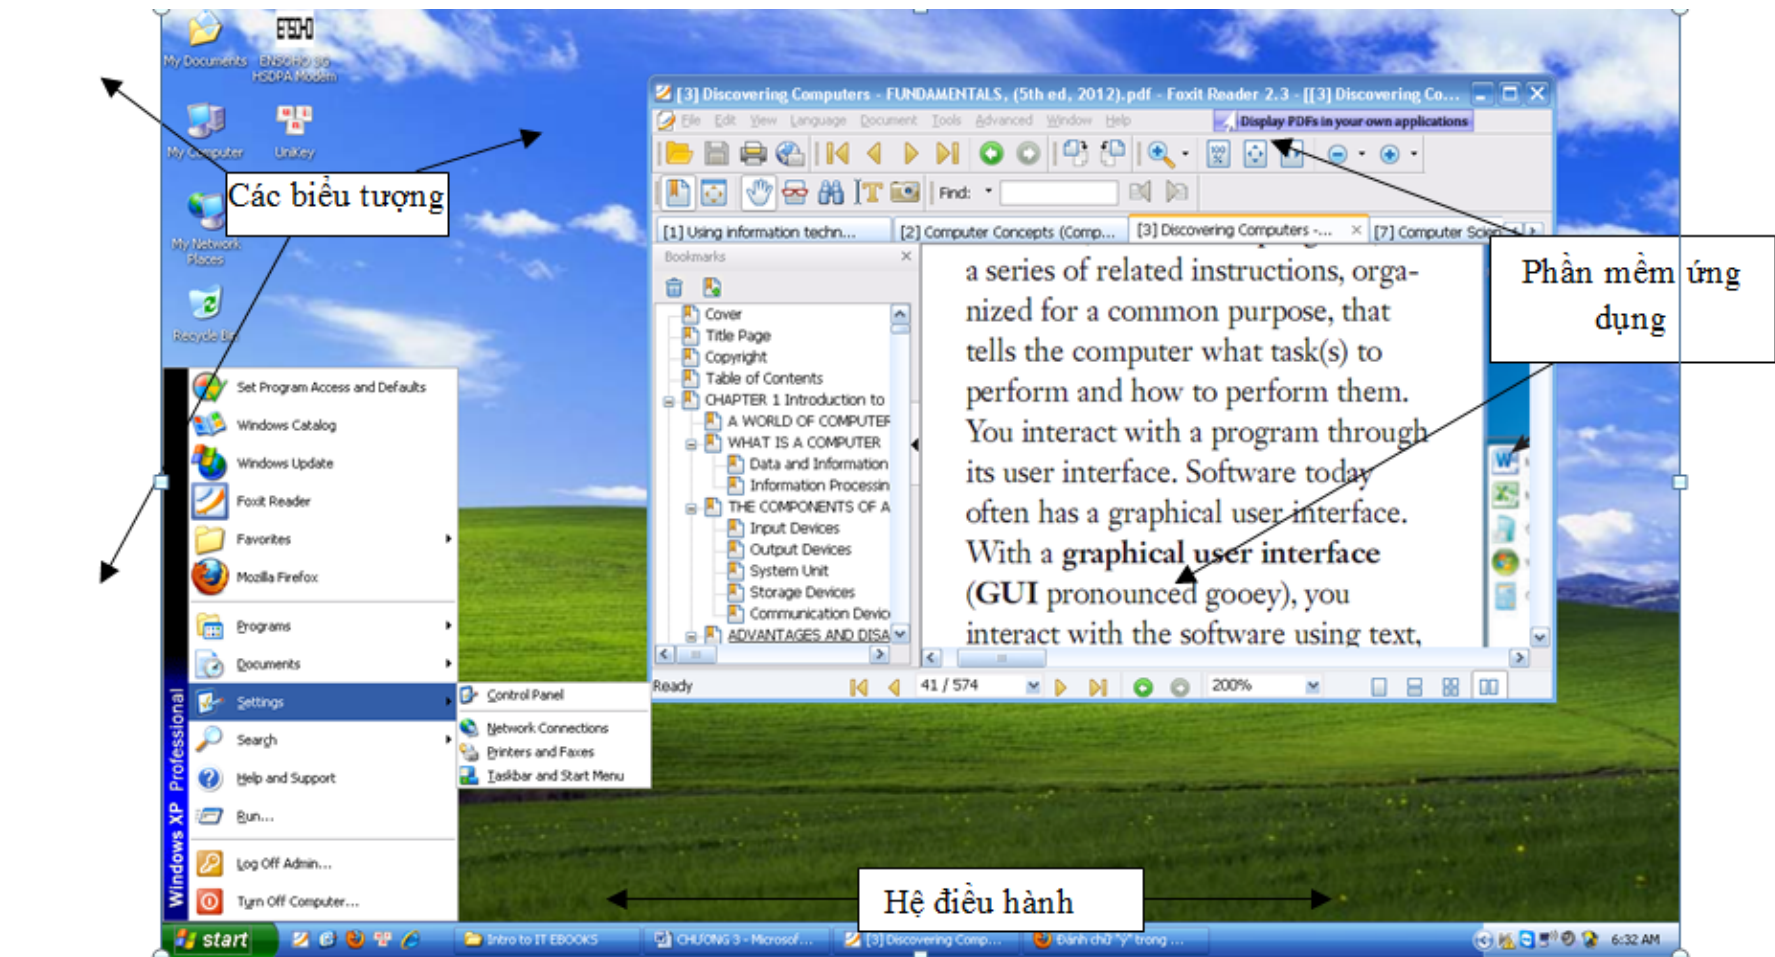 My Documents
ENSOHO 3G
HSDPA Modem
My Computer
UniKey
Các biểu tượng
My Network
Places
Recycle Bin
[3] Discovering Computers - FUNDAMENTALS, (5th ed, 2012).pdf - Foxit Reader 2.3 - [[3] Discovering Co...
File Edit View Language Document Tools Advanced Window Help
Display PDFs in your own applications
Find:
[1] Using information techn...
[2] Computer Concepts (Comp...
[3] Discovering Computers -...
[7] Computer Scien
Bookmarks
Cover
Title Page
Copyright
Table of Contents
CHAPTER 1 Introduction to
A WORLD OF COMPUTER
WHAT IS A COMPUTER
Data and Information
Information Processin
THE COMPONENTS OF A
Input Devices
Output Devices
System Unit
Storage Devices
Communication Devic
ADVANTAGES AND DISA
a series of related instructions, orga-
nized for a common purpose, that
tells the computer what task(s) to
perform and how to perform them.
You interact with a program through
its user interface. Software today
often has a graphical user interface.
With a graphical user interface
(GUI pronounced gooey), you
interact with the software using text,
Phần mềm ứng
dụng
Ready
41 / 574
200%
Set Program Access and Defaults
Windows Catalog
Windows Update
Foxit Reader
Favorites
Mozilla Firefox
Programs
Documents
Settings
Search
Help and Support
Run...
Log Off Admin...
Turn Off Computer...
Windows XP Professional
Control Panel
Network Connections
Printers and Faxes
Taskbar and Start Menu
Hệ điều hành
start
Intro to IT EBOOKS
CHƯƠNG 3 - Microsof...
[3] Discovering Comp...
Đánh chữ "ý" trong ...
6:32 AM